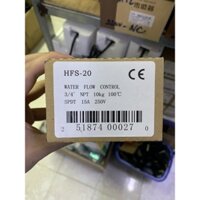 HFS-20
CE
WATER FLOW CONTROL
3/4" NPT 10kg 100℃
SPDT 15A 250V
2 51874 00027 0